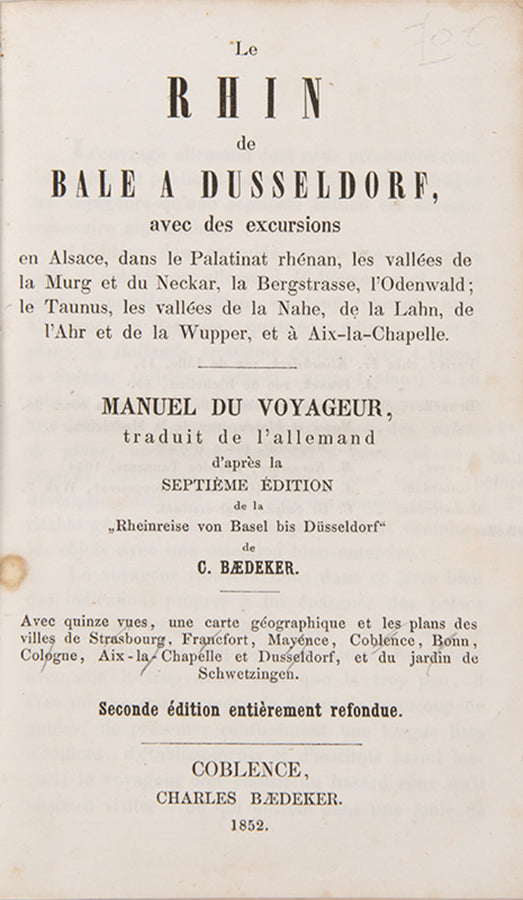 Le
RHIN
de
BALE A DUSSELDORF,
avec des excursions
en Alsace, dans le Palatinat rhénan, les vallées de
la Murg et du Neckar, la Bergstrasse, l'Odenwald;
le Taunus, les vallées de la Nahe, de la Lahn, de
l'Ahr et de la Wupper, et à Aix-la-Chapelle.
MANUEL DU VOYAGEUR,
traduit de l'allemand
d'après la
SEPTIÈME ÉDITION
de la
„Rheinreise von Basel bis Düsseldorf“
de
C. BÆDEKER.
Avec quinze vues, une carte géographique et les plans des
villes de Strasbourg, Francfort, Mayence, Coblence, Bonn,
Cologne, Aix-la-Chapelle et Dusseldorf, et du jardin de
Schwetzingen.
Seconde édition entièrement refondue.
COBLENCE,
CHARLES BÆDEKER.
1852.